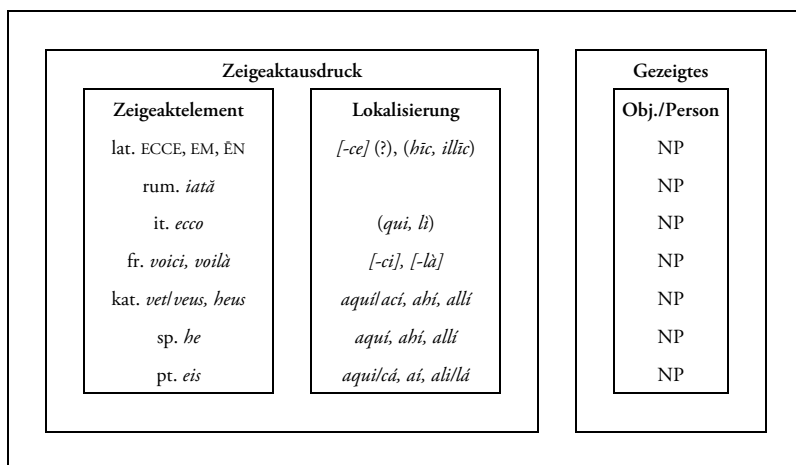 Zeigeaktausdruck Gezeigtes
Zeigeaktelement Lokalisierung Obj./Person
lat. ECCE, EM, ĒN [-ce] (?), (hīc, illīc) NP
rum. iată NP
it. ecco (qui, lì) NP
fr. voici, voilà [-ci], [-là] NP
kat. vet/veus, heus aquí/ací, ahí, allí NP
sp. he aquí, ahí, allí NP
pt. eis aqui/cá, aí, ali/lá NP